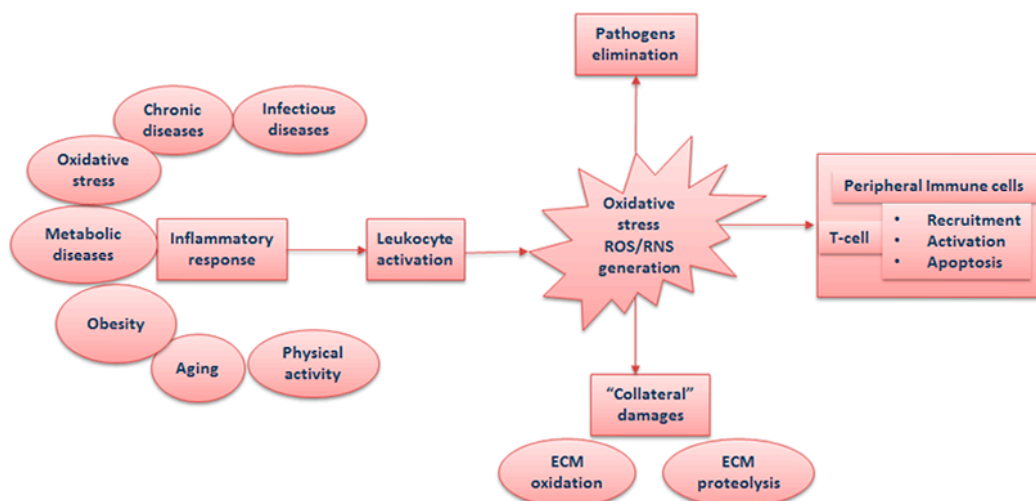 Pathogens
elimination
Chronic
diseases
Infectious
diseases
Oxidative
stress
Metabolic
diseases
Inflammatory
response
Leukocyte
activation
Oxidative
stress
ROS/RNS
generation
Peripheral Immune cells
T-cell
• Recruitment
• Activation
• Apoptosis
Obesity
Aging
Physical
activity
“Collateral”
damages
ECM
oxidation
ECM
proteolysis